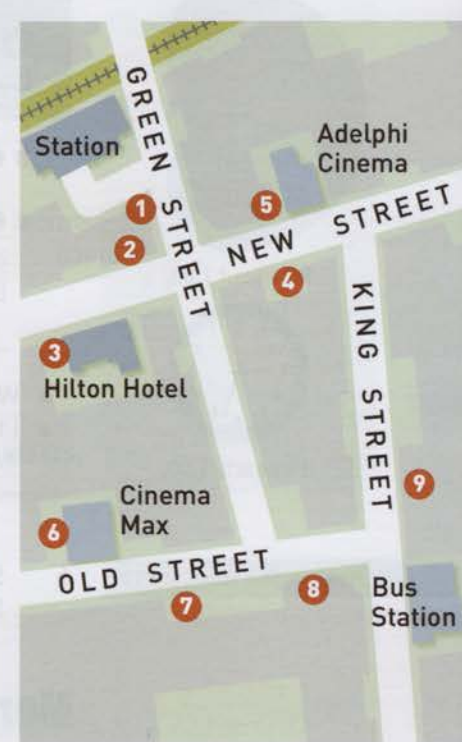 GREEN STREET
Station
Adelphi
Cinema
1
5
2
NEW STREET
4
KING STREET
3
Hilton Hotel
9
Cinema
Max
6
OLD STREET
7
8
Bus
Station